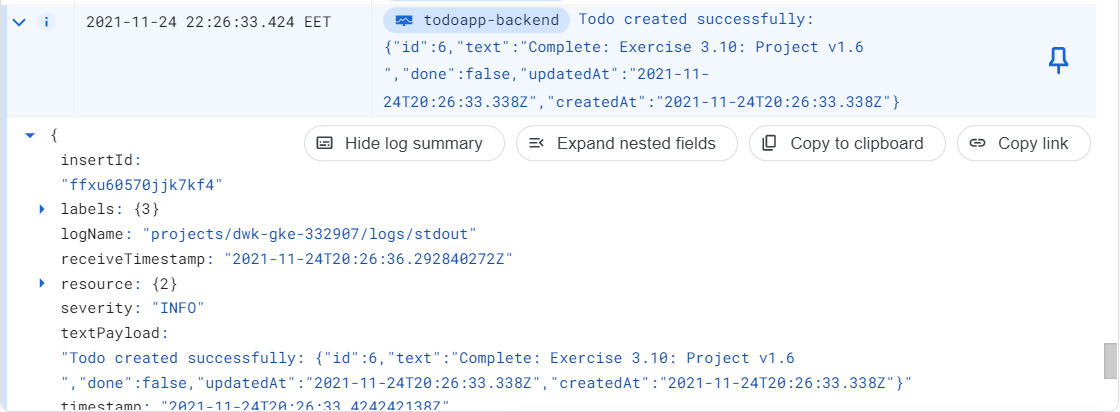 2021-11-24 22:26:33.424 EET todoapp-backend Todo created successfully:
{"id":6,"text":"Complete: Exercise 3.10: Project v1.6
","done":false,"updatedAt":"2021-11-
24T20:26:33.338Z","createdAt":"2021-11-24T20:26:33.338Z"}
{
Hide log summary Expand nested fields Copy to clipboard Copy link
insertId:
"ffxu60570jjk7kf4"
labels: {3}
logName: "projects/dwk-gke-332907/logs/stdout"
receiveTimestamp: "2021-11-24T20:26:36.292840272Z"
resource: {2}
severity: "INFO"
textPayload:
"Todo created successfully: {"id":6,"text":"Complete: Exercise 3.10: Project v1.6
","done":false,"updatedAt":"2021-11-24T20:26:33.338Z","createdAt":"2021-11-24T20:26:33.338Z"}"
timestamp: "2021-11-24T20:26:33.424242138Z"